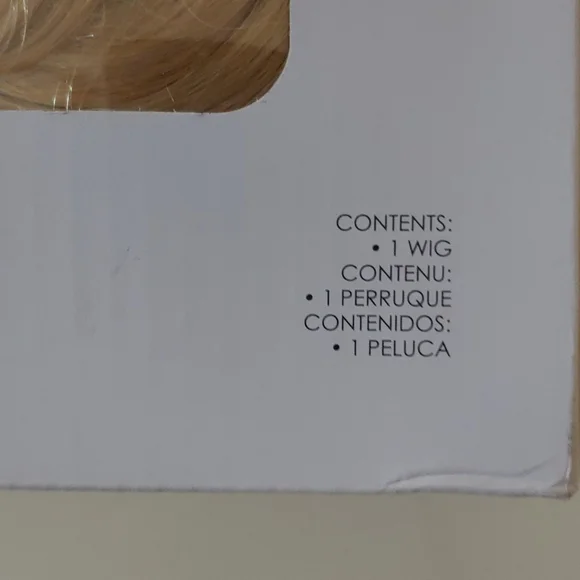 CONTENTS:
• 1 WIG
CONTENU:
• 1 PERRUQUE
CONTENIDOS:
• 1 PELUCA